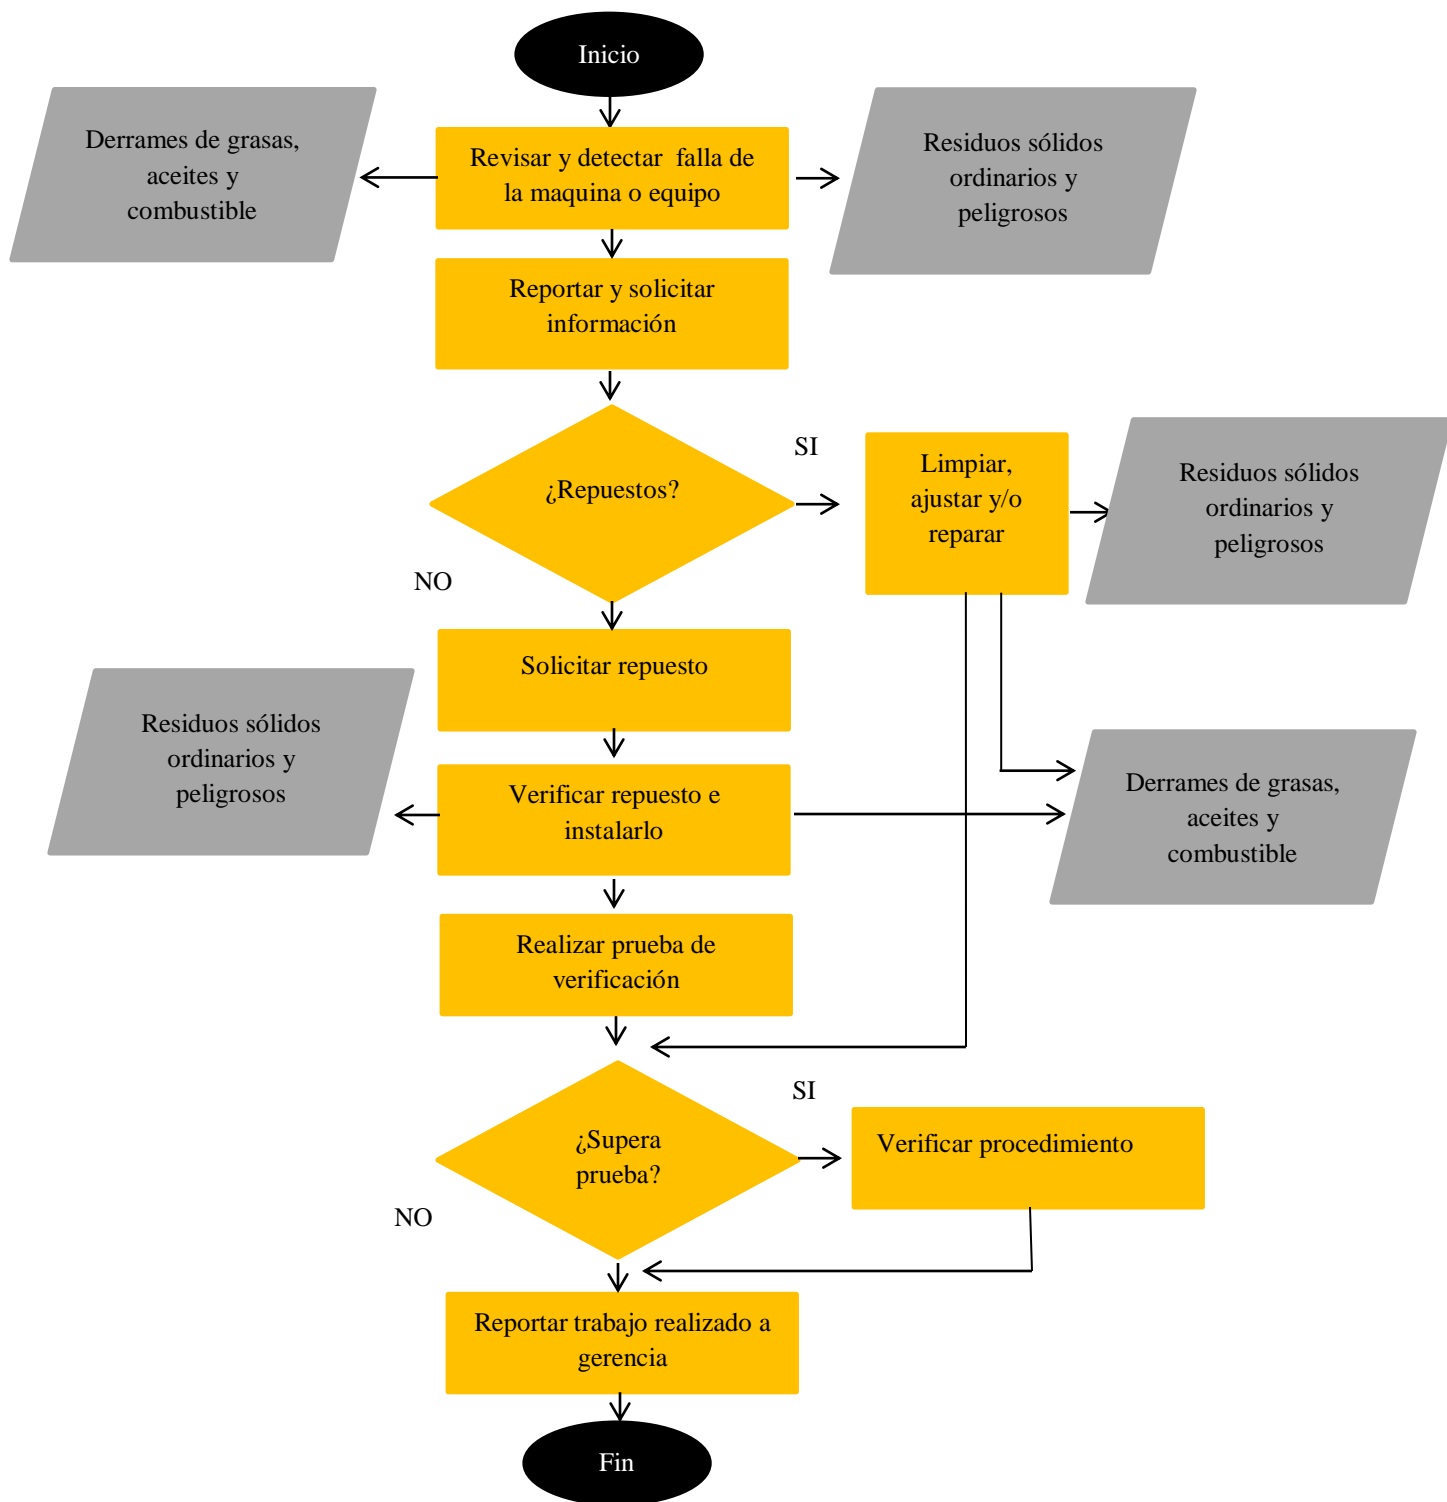 Inicio
Derrames de grasas,
aceites y
combustible
Revisar y detectar  falla de
la maquina o equipo
Residuos sólidos
ordinarios y
peligrosos
Reportar y solicitar
información
¿Repuestos?
SI
NO
Limpiar,
ajustar y/o
reparar
Residuos sólidos
ordinarios y
peligrosos
Solicitar repuesto
Residuos sólidos
ordinarios y
peligrosos
Verificar repuesto e
instalarlo
Derrames de grasas,
aceites y
combustible
Realizar prueba de
verificación
¿Supera
prueba?
SI
NO
Verificar procedimiento
Reportar trabajo realizado a
gerencia
Fin